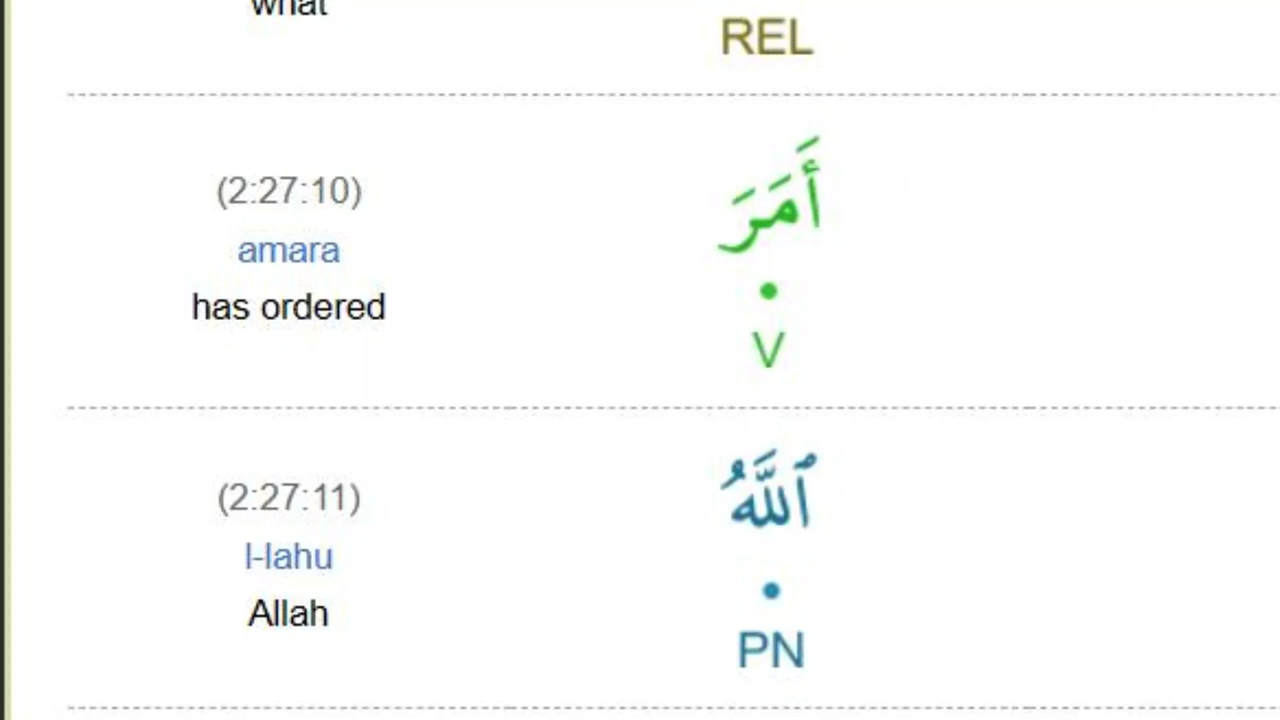 what
REL
(2:27:10)
amara
has ordered
أَمَرَ
V
(2:27:11)
l-lahu
Allah
ٱللَّهُ
PN